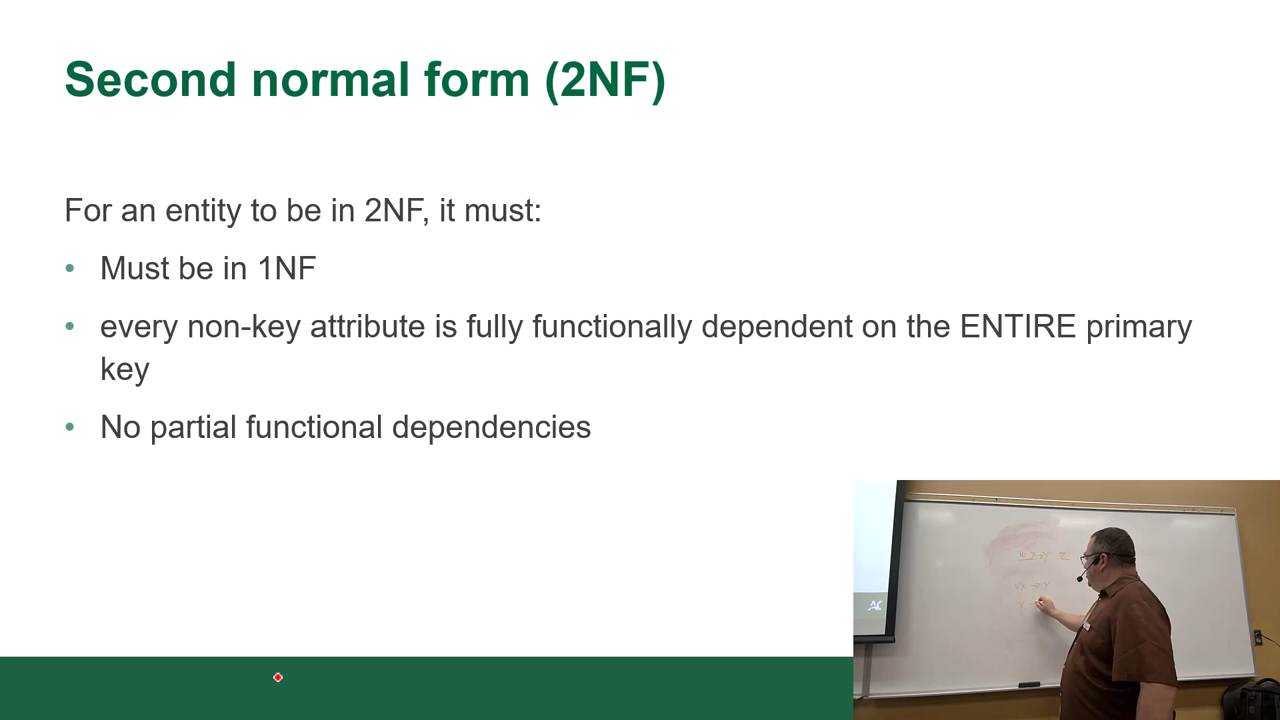 Second normal form (2NF)
For an entity to be in 2NF, it must:
• Must be in 1NF
• every non-key attribute is fully functionally dependent on the ENTIRE primary
key
• No partial functional dependencies